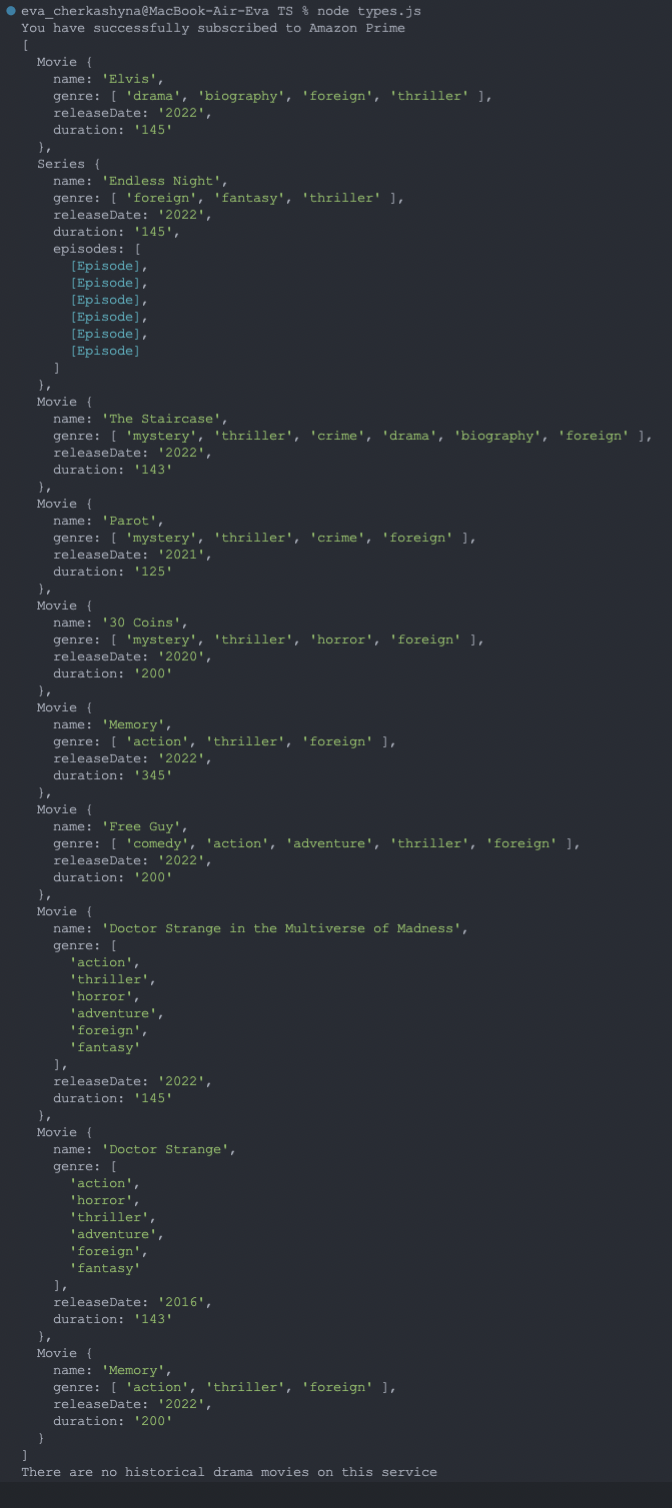 eva_cherkashyna@MacBook-Air-Eva TS % node types.js
You have successfully subscribed to Amazon Prime
[
  Movie {
    name: 'Elvis',
    genre: [ 'drama', 'biography', 'foreign', 'thriller' ],
    releaseDate: '2022',
    duration: '145'
  },
  Series {
    name: 'Endless Night',
    genre: [ 'foreign', 'fantasy', 'thriller' ],
    releaseDate: '2022',
    duration: '145',
    episodes: [
      [Episode],
      [Episode],
      [Episode],
      [Episode],
      [Episode],
      [Episode]
    ]
  },
  Movie {
    name: 'The Staircase',
    genre: [ 'mystery', 'thriller', 'crime', 'drama', 'biography', 'foreign' ],
    releaseDate: '2022',
    duration: '143'
  },
  Movie {
    name: 'Parot',
    genre: [ 'mystery', 'thriller', 'crime', 'foreign' ],
    releaseDate: '2021',
    duration: '125'
  },
  Movie {
    name: '30 Coins',
    genre: [ 'mystery', 'thriller', 'horror', 'foreign' ],
    releaseDate: '2020',
    duration: '200'
  },
  Movie {
    name: 'Memory',
    genre: [ 'action', 'thriller', 'foreign' ],
    releaseDate: '2022',
    duration: '345'
  },
  Movie {
    name: 'Free Guy',
    genre: [ 'comedy', 'action', 'adventure', 'thriller', 'foreign' ],
    releaseDate: '2022',
    duration: '200'
  },
  Movie {
    name: 'Doctor Strange in the Multiverse of Madness',
    genre: [
      'action',
      'thriller',
      'horror',
      'adventure',
      'foreign',
      'fantasy'
    ],
    releaseDate: '2022',
    duration: '145'
  },
  Movie {
    name: 'Doctor Strange',
    genre: [
      'action',
      'horror',
      'thriller',
      'adventure',
      'foreign',
      'fantasy'
    ],
    releaseDate: '2016',
    duration: '143'
  },
  Movie {
    name: 'Memory',
    genre: [ 'action', 'thriller', 'foreign' ],
    releaseDate: '2022',
    duration: '200'
  }
]
There are no historical drama movies on this service